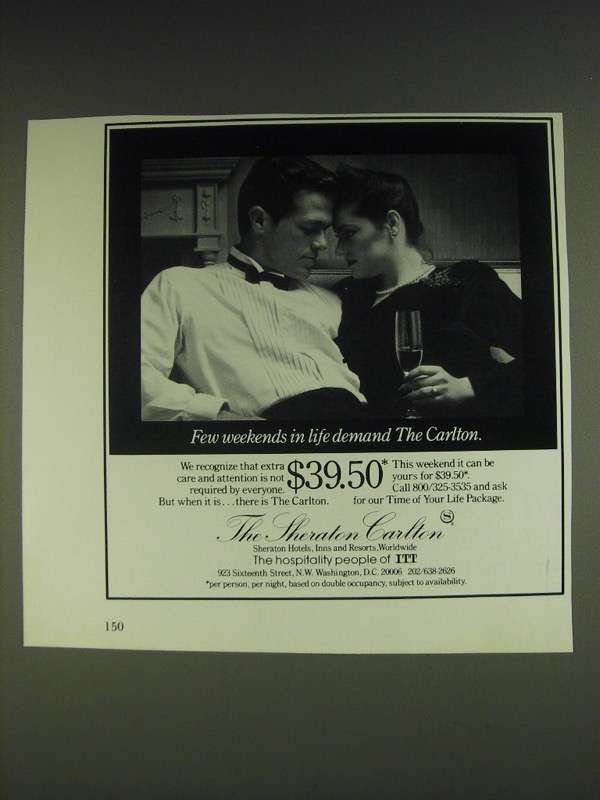 Few weekends in life demand The Carlton.
We recognize that extra
care and attention is not
required by everyone.
But when it is...there is The Carlton.
$39.50*
This weekend it can be
yours for $39.50*.
Call 800/325-3535 and ask
for our Time of Your Life Package.
The Sheraton Carlton
S
Sheraton Hotels, Inns and Resorts, Worldwide
The hospitality people of ITT
923 Sixteenth Street, N.W. Washington, D.C. 20006 202/638-2626
*per person, per night, based on double occupancy, subject to availability.
150